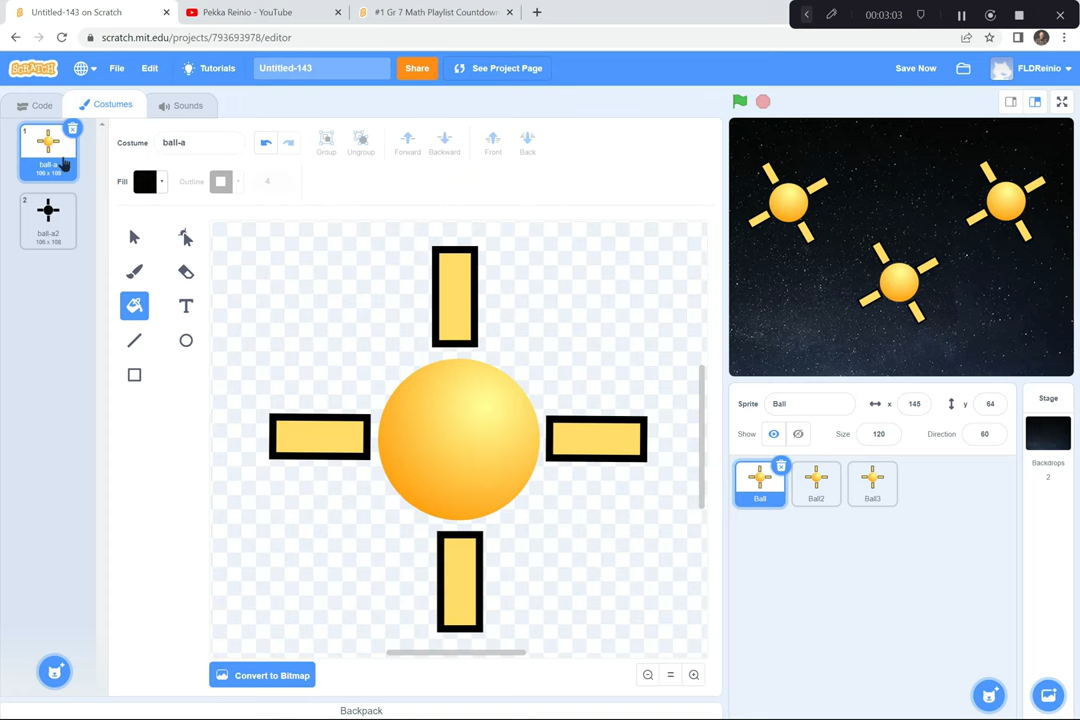 Untitled-143 on Scratch
Pekka Reinio - YouTube
#1 Gr 7 Math Playlist Countdown
00:03:03
scratch.mit.edu/projects/793693978/editor
SCRATCH
File
Edit
Tutorials
Untitled-143
Share
See Project Page
Save Now
FLDReinio
Code
Costumes
Sounds
1
ball-a
106 x 108
2
ball-a2
106 x 108
Costume
ball-a
Group
Ungroup
Forward
Backward
Front
Back
Fill
Outline
4
T
Convert to Bitmap
Backpack
Sprite
Ball
x
145
y
64
Show
Size
120
Direction
60
Ball
Ball2
Ball3
Stage
Backdrops
2